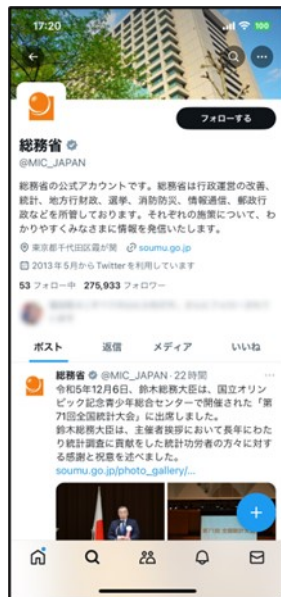 17:20
100
フォローする
総務省
@MIC_JAPAN
総務省の公式アカウントです。総務省は行政運営の改善、
統計、地方行財政、選挙、消防防災、情報通信、郵政行
政などを所管しております。それぞれの施策について、わ
かりやすくみなさまに情報を発信いたします。
東京都千代田区霞が関 soumu.go.jp
2013年5月からTwitterを利用しています
53 フォロー中 275,933 フォロワー
ポスト 返信 メディア いいね
総務省 @MIC_JAPAN・22時間
令和5年12月6日、鈴木総務大臣は、国立オリン
ピック記念青少年総合センターで開催された「第
71回全国統計大会」に出席しました。
鈴木総務大臣は、主催者挨拶において長年にわ
たり統計調査に貢献をした統計功労者の方々に対す
る感謝と祝意を述べました。
soumu.go.jp/photo_gallery/...